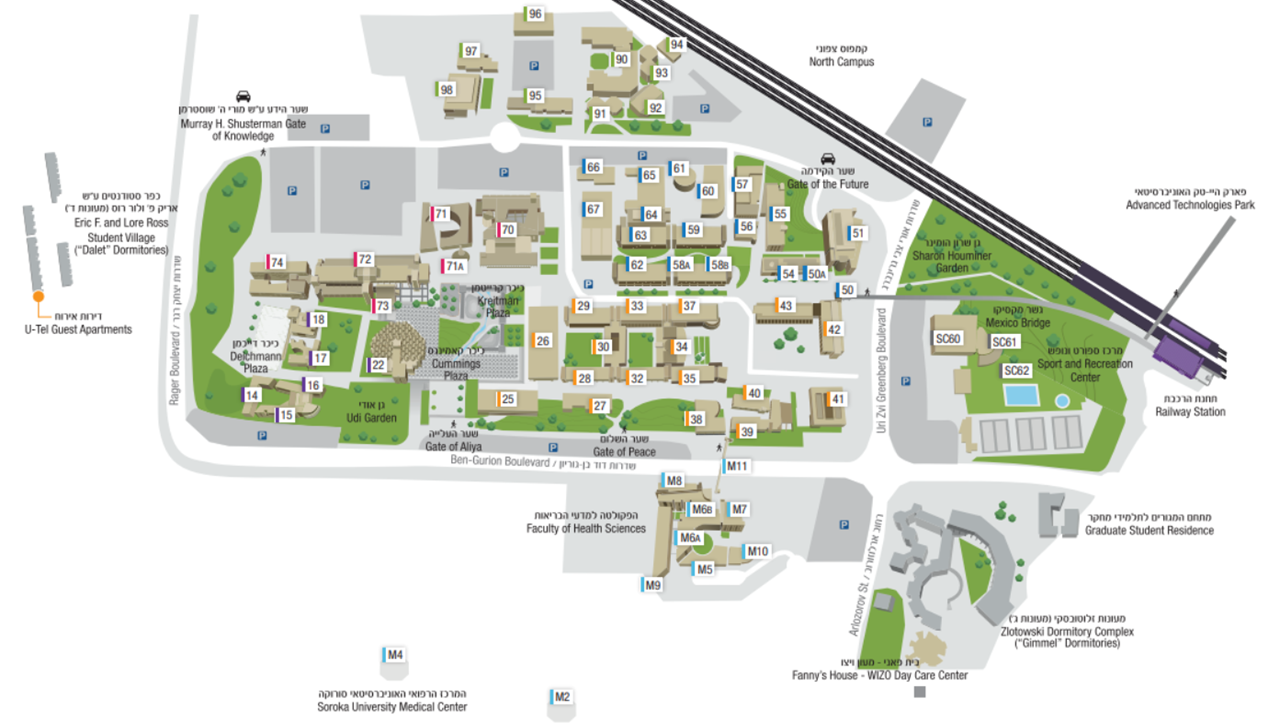 96
97
94
קמפוס צפוני
North Campus
90
P
93
98
95
92
91
P
P
שער הידע ע"ש מורי ה' שוסטרמן
Murray H. Shusterman Gate
of Knowledge
P
P
66
65
61
P
P
P
60
57
שער הקידמה
Gate of the Future
כפר סטודנטים ע"ש
אריק פ' ולור רוס (מעונות ד')
Eric F. and Lore Ross
Student Village
("Dalet" Dormitories)
פארק היי-טק האוניברסיטאי
Advanced Technologies Park
71
70
67
64
63
59
56
55
51
שדרות אורי צבי גרינברג
גן שרון הומינר
Sharon Houminer
Garden
74
72
71A
62
58A
58B
54
50A
50
P
שדרות יצחק רגר / Rager Boulevard
דירות אירוח
U-Tel Guest Apartments
73
כיכר קרייטמן
Kreitman
Plaza
29
33
37
43
42
גשר מקסיקו
Mexico Bridge
18
כיכר דייכמן
Deichmann
Plaza
17
22
כיכר קאמינגס
Cummings
Plaza
26
30
34
SC60
SC61
SC62
מרכז ספורט ונופש
Sport and Recreation
Center
Uri Zvi Greenberg Boulevard
14
16
15
גן אודי
Udi Garden
25
28
32
35
27
38
40
39
41
P
תחנת הרכבת
Railway Station
P
שער העלייה
Gate of Aliya
P
שער השלום
Gate of Peace
Ben-Gurion Boulevard / שדרות דוד בן-גוריון
M11
M8
הפקולטה למדעי הבריאות
Faculty of Health Sciences
M6B
M7
M6A
M10
M5
M9
P
רחוב ארלוזורוב / Arlozorov St.
מתחם המגורים לתלמידי מחקר
Graduate Student Residence
מעונות זלוטובסקי (מעונות ג')
Zlotowski Dormitory Complex
("Gimmel" Dormitories)
בית פאני - מעון ויצו
Fanny's House - WIZO Day Care Center
M4
המרכז הרפואי האוניברסיטאי סורוקה
Soroka University Medical Center
M2